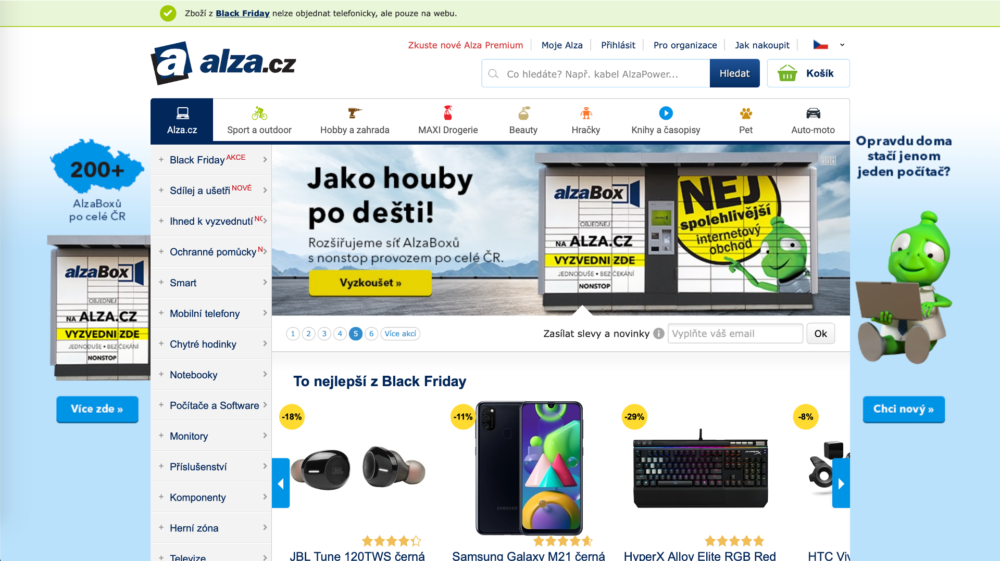 Zboží z Black Friday nelze objednat telefonicky, ale pouze na webu.
a alza.cz
Zkuste nové Alza Premium
Moje Alza
Přihlásit
Pro organizace
Jak nakoupit
Co hledáte? Např. kabel AlzaPower...
Hledat
Košík
Alza.cz
Sport a outdoor
Hobby a zahrada
MAXI Drogerie
Beauty
Hračky
Knihy a časopisy
Pet
Auto-moto
200+
AlzaBoxů
po celé ČR
alzaBox
OBJEDNEJ
NA ALZA.CZ
VYZVEDNI ZDE
JEDNODUŠE • BEZ ČEKÁNÍ
NONSTOP
Více zde »
Black Friday AKCE
Sdílej a ušetři NOVÉ
Ihned k vyzvednutí
Ochranné pomůcky N
Smart
Mobilní telefony
Chytré hodinky
Notebooky
Počítače a Software
Monitory
Příslušenství
Komponenty
Herní zóna
Televize
Jako houby
po dešti!
Rozšiřujeme síť AlzaBoxů
s nonstop provozem po celé ČR.
Vyzkoušet »
alzaBox
OBJEDNEJ
NA ALZA.CZ
VYZVEDNI ZDE
JEDNODUŠE • BEZ ČEKÁNÍ
NONSTOP
NEJ
spolehlivější
internetový
obchod
1 2 3 4 5 6 Více akcí
Zasílat slevy a novinky i
Vyplňte váš email
Ok
To nejlepší z Black Friday
-18%
-11%
-29%
-8%
JBL
SAMSUNG
HYPERX
JBL Tune 120TWS černá
Samsung Galaxy M21 černá
HyperX Alloy Elite RGB Red
HTC Viv
Opravdu doma
stačí jenom
jeden počítač?
Chci nový »